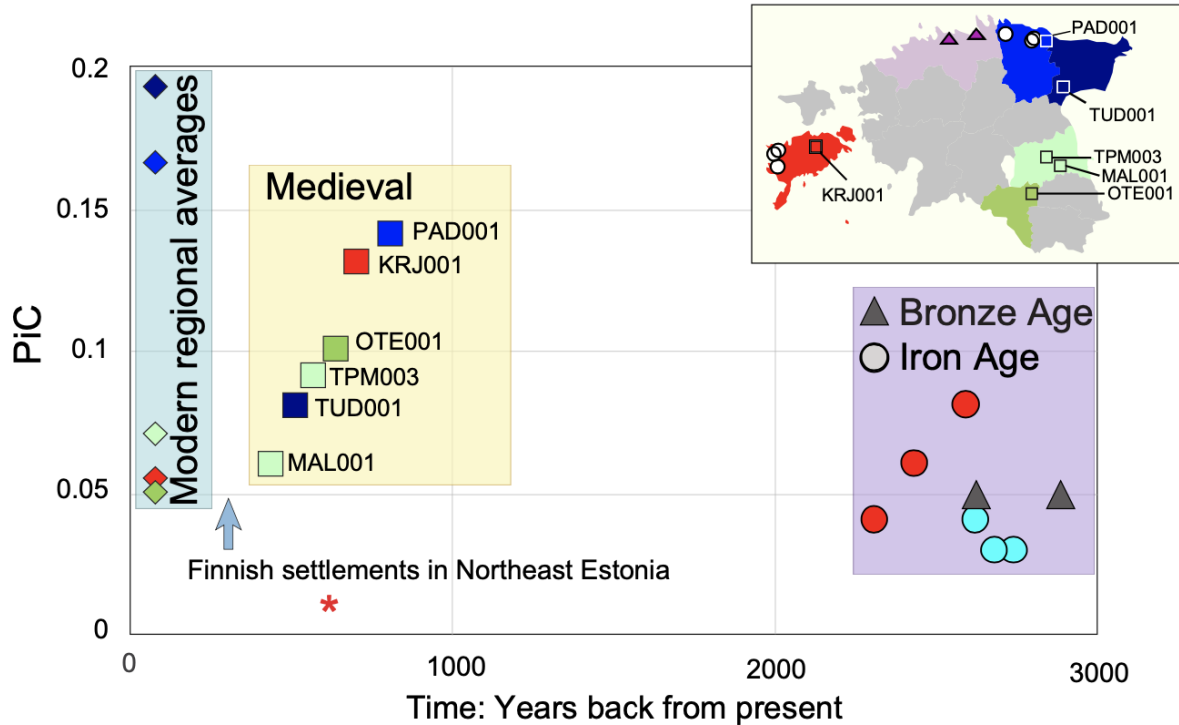 PAD001
TUD001
TPM003
MAL001
OTE001
KRJ001
0.2
0.15
0.1
0.05
0
PiC
Modern regional averages
Medieval
PAD001
KRJ001
OTE001
TPM003
TUD001
MAL001
Bronze Age
Iron Age
Finnish settlements in Northeast Estonia
*
0
1000
2000
3000
Time: Years back from present